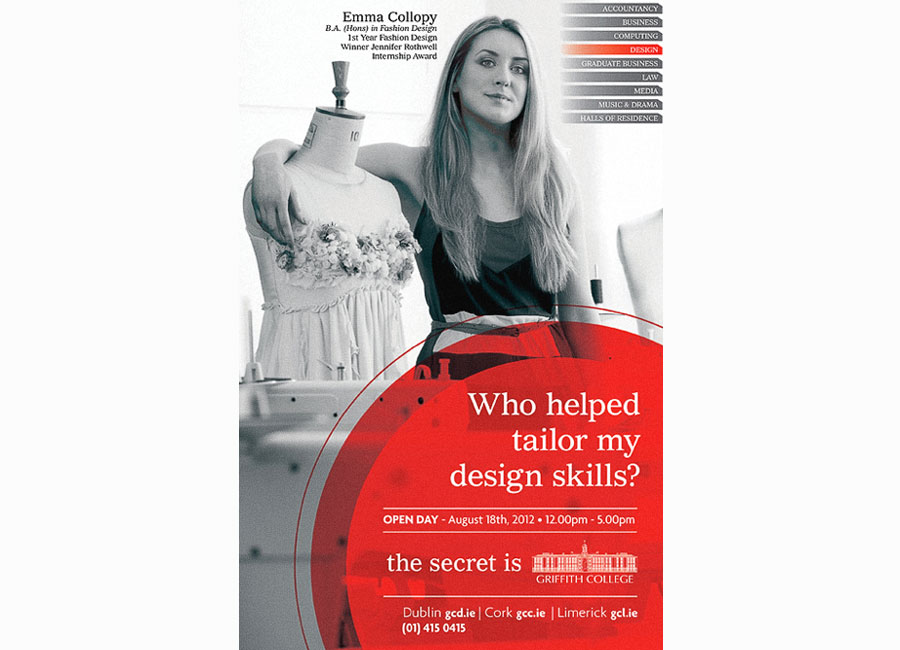 Emma Collopy
B.A. (Hons) in Fashion Design
1st Year Fashion Design
Winner Jennifer Rothwell
Internship Award
ACCOUNTANCY
BUSINESS
COMPUTING
DESIGN
GRADUATE BUSINESS
LAW
MEDIA
MUSIC & DRAMA
HALLS OF RESIDENCE
10
Who helped
tailor my
design skills?
OPEN DAY - August 18th, 2012 • 12.00pm - 5.00pm
the secret is
GRIFFITH COLLEGE
Dublin gcd.ie | Cork gcc.ie | Limerick gcl.ie
(01) 415 0415